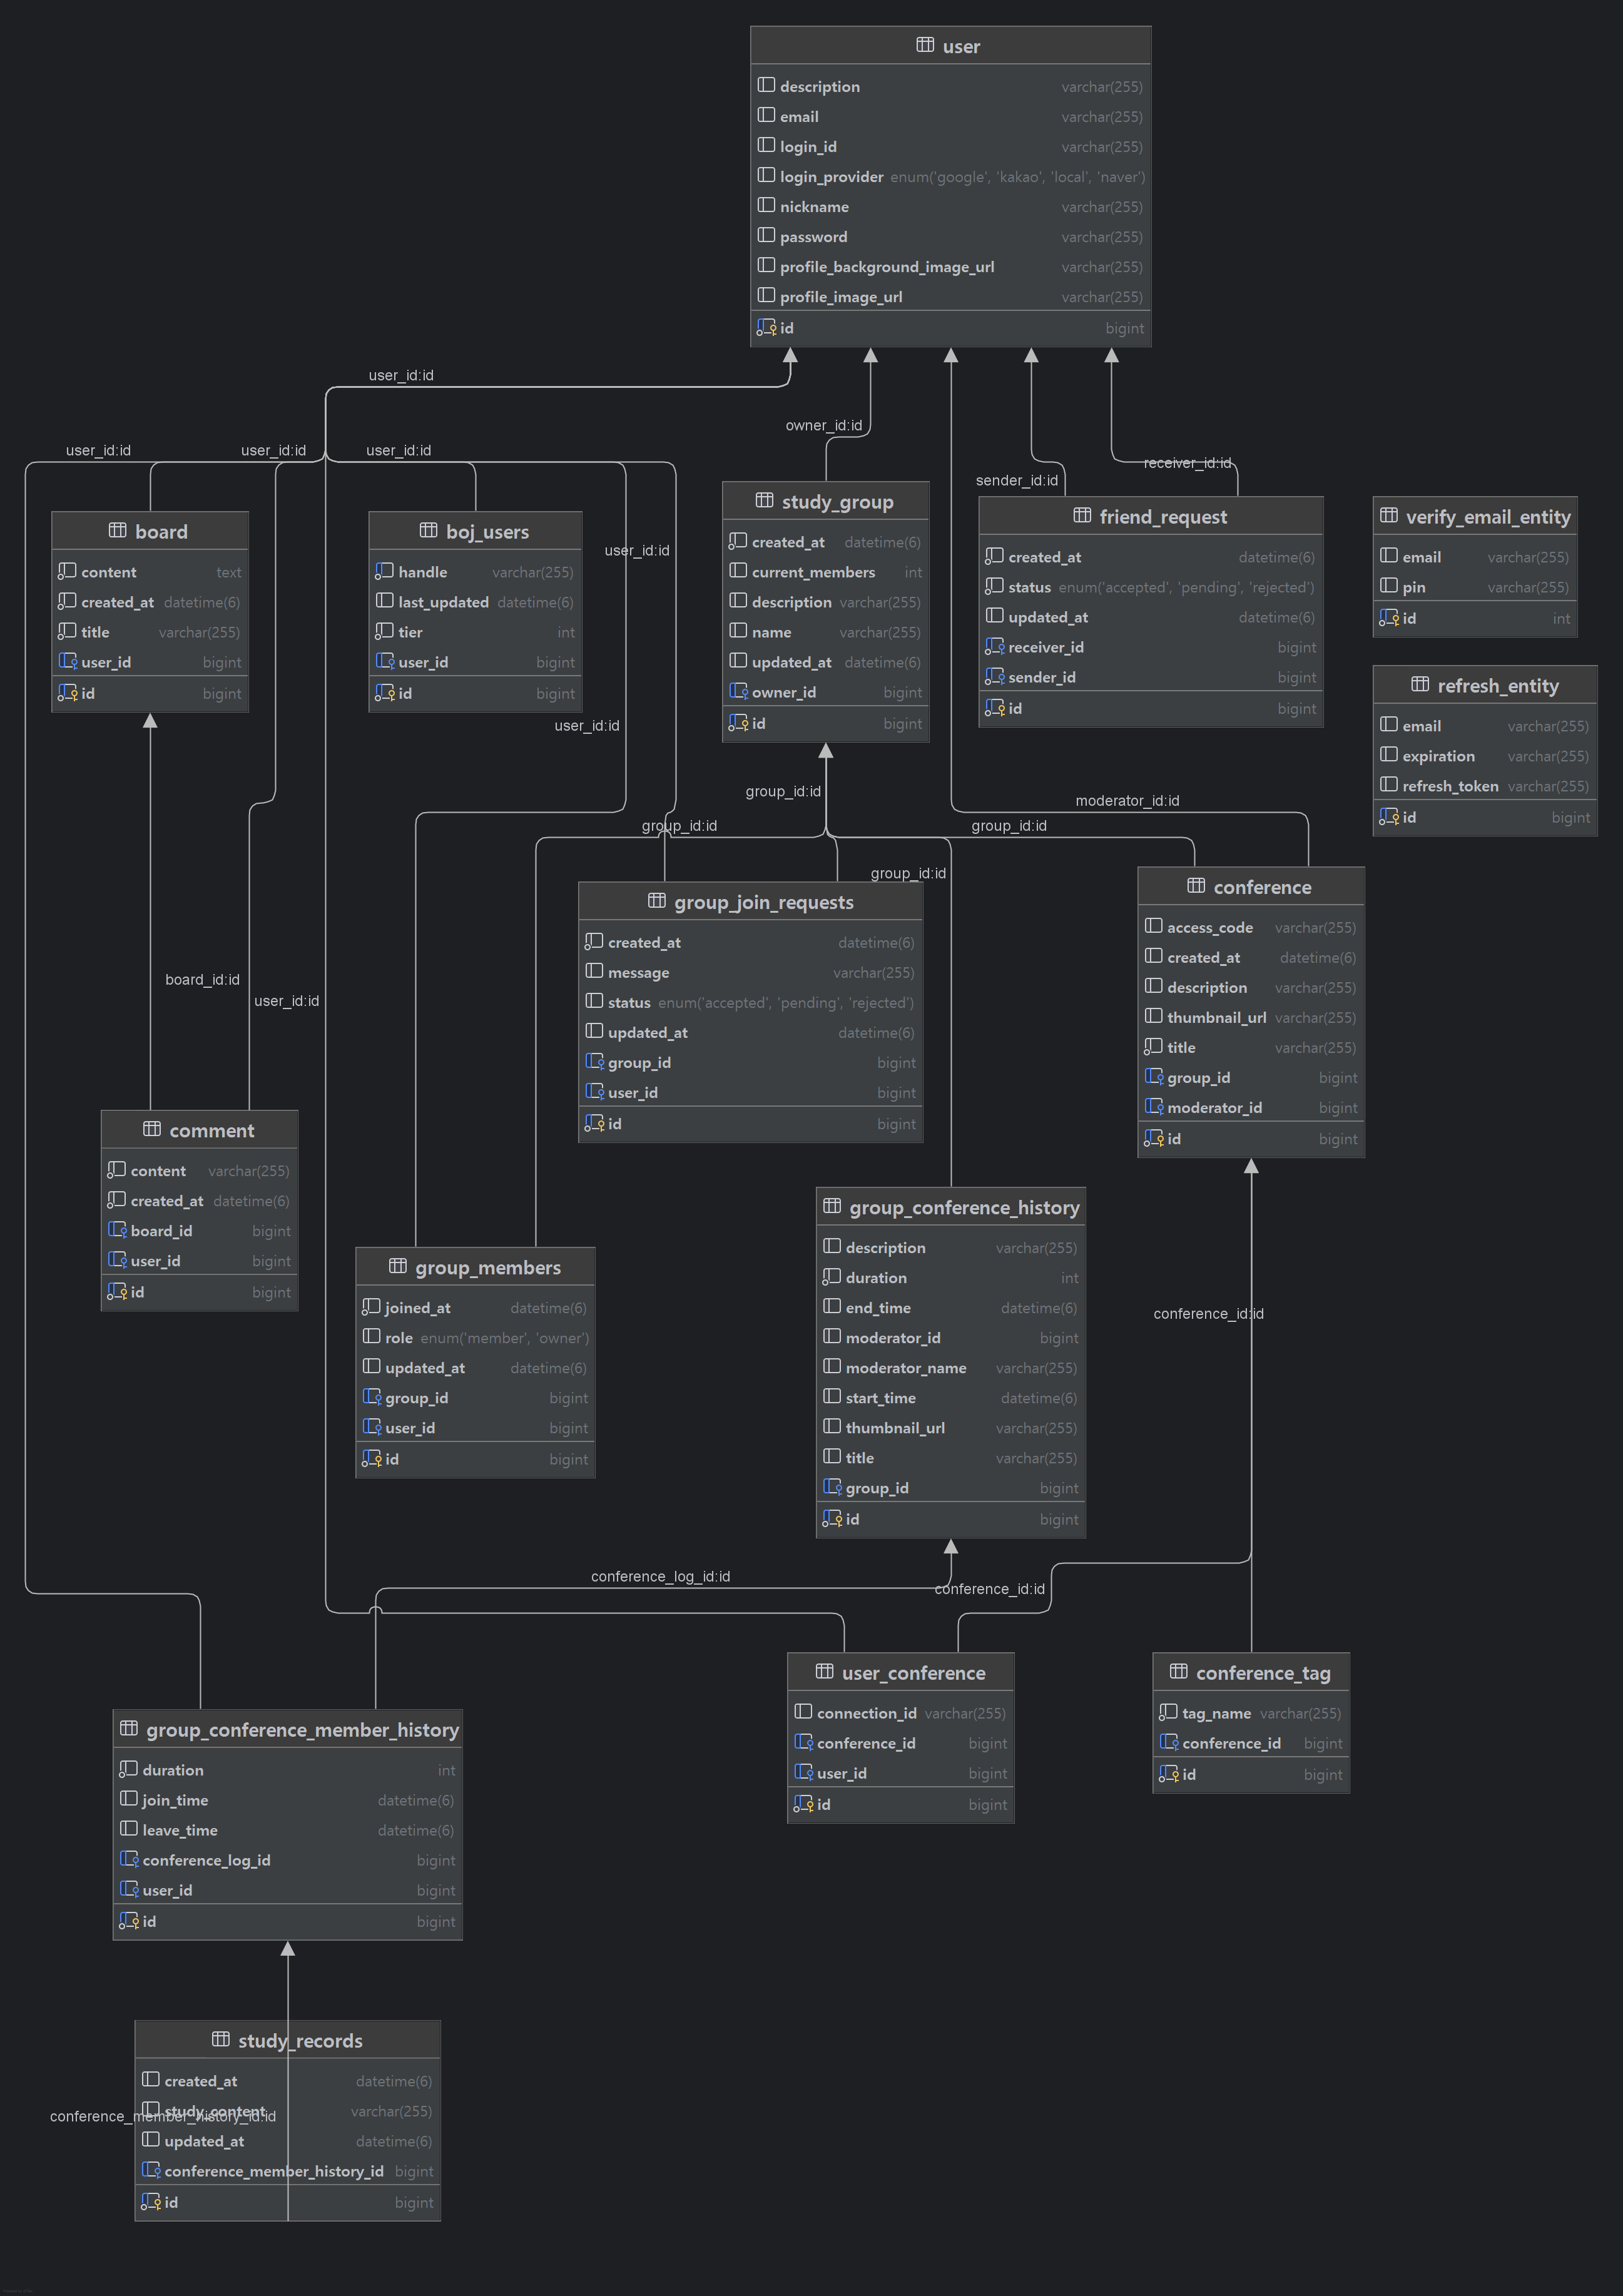 user
description varchar(255)
email varchar(255)
login_id varchar(255)
login_provider enum('google', 'kakao', 'local', 'naver')
nickname varchar(255)
password varchar(255)
profile_background_image_url varchar(255)
profile_image_url varchar(255)
id bigint
user_id:id
owner_id:id
user_id:id
user_id:id
user_id:id
sender_id:id
receiver_id:id
board
content text
created_at datetime(6)
title varchar(255)
user_id bigint
id bigint
boj_users
handle varchar(255)
last_updated datetime(6)
tier int
user_id bigint
id bigint
user_id:id
user_id:id
study_group
created_at datetime(6)
current_members int
description varchar(255)
name varchar(255)
updated_at datetime(6)
owner_id bigint
id bigint
friend_request
created_at datetime(6)
status enum('accepted', 'pending', 'rejected')
updated_at datetime(6)
receiver_id bigint
sender_id bigint
id bigint
verify_email_entity
email varchar(255)
pin varchar(255)
id int
refresh_entity
email varchar(255)
expiration varchar(255)
refresh_token varchar(255)
id bigint
group_id:id
moderator_id:id
group_id:id
group_id:id
group_id:id
group_join_requests
created_at datetime(6)
message varchar(255)
status enum('accepted', 'pending', 'rejected')
updated_at datetime(6)
group_id bigint
user_id bigint
id bigint
conference
access_code varchar(255)
created_at datetime(6)
description varchar(255)
thumbnail_url varchar(255)
title varchar(255)
group_id bigint
moderator_id bigint
id bigint
board_id:id
user_id:id
comment
content varchar(255)
created_at datetime(6)
board_id bigint
user_id bigint
id bigint
group_members
joined_at datetime(6)
role enum('member', 'owner')
updated_at datetime(6)
group_id bigint
user_id bigint
id bigint
group_conference_history
description varchar(255)
duration int
end_time datetime(6)
moderator_id bigint
moderator_name varchar(255)
start_time datetime(6)
thumbnail_url varchar(255)
title varchar(255)
group_id bigint
id bigint
conference_id:id
conference_log_id:id
conference_id:id
group_conference_member_history
duration int
join_time datetime(6)
leave_time datetime(6)
conference_log_id bigint
user_id bigint
id bigint
user_conference
connection_id varchar(255)
conference_id bigint
user_id bigint
id bigint
conference_tag
tag_name varchar(255)
conference_id bigint
id bigint
study_records
created_at datetime(6)
study_content varchar(255)
conference_member_history_id:id
updated_at datetime(6)
conference_member_history_id bigint
id bigint